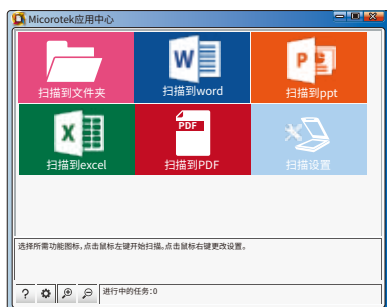 Micorotek应用中心
扫描到文件夹
W
扫描到word
P
扫描到ppt
X
扫描到excel
PDF
扫描到PDF
扫描设置
选择所需功能图标,点击鼠标左键开始扫描,点击鼠标右键更改设置。
?
进行中的任务:0